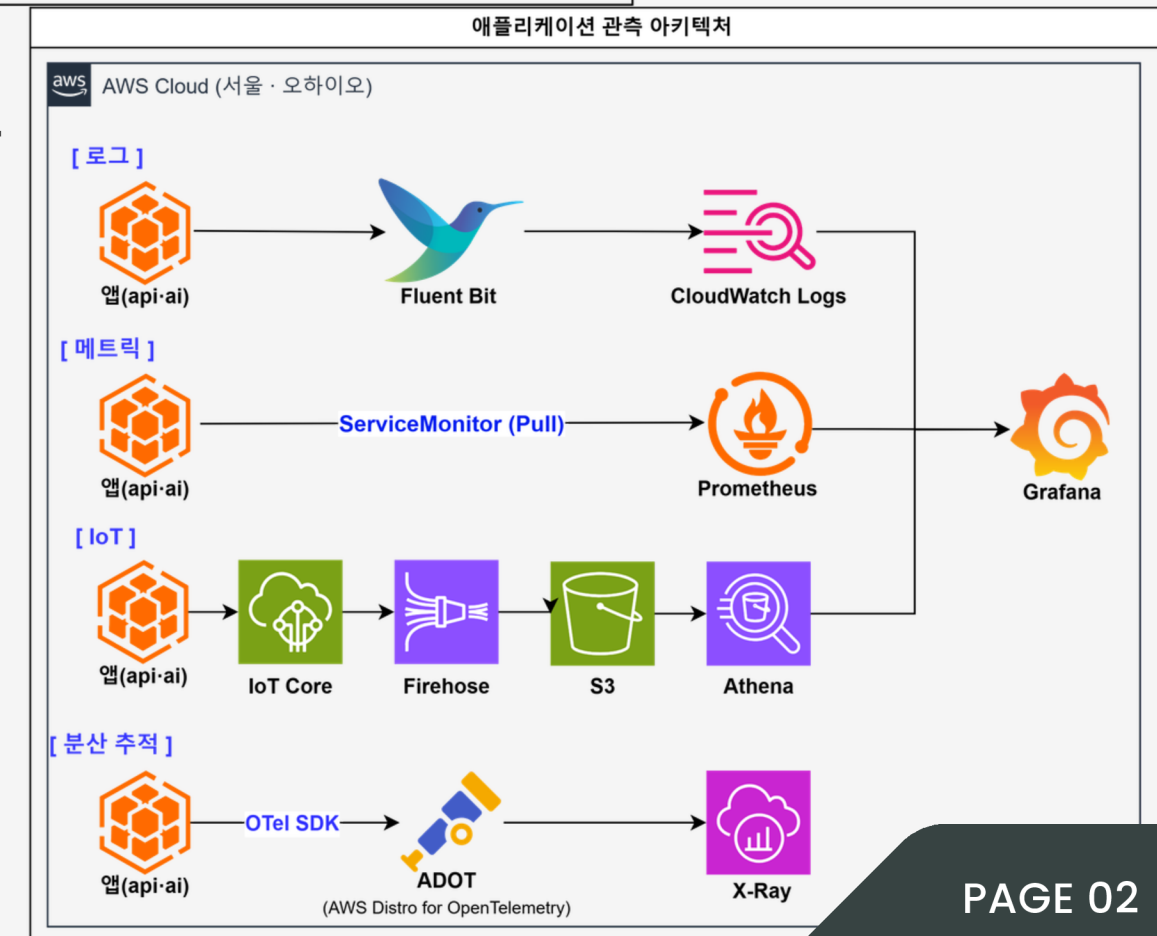 애플리케이션 관측 아키텍처
aws
AWS Cloud (서울 · 오하이오)
[ 로그 ]
앱(api·ai)
Fluent Bit
CloudWatch Logs
[ 메트릭 ]
ServiceMonitor (Pull)
앱(api·ai)
Prometheus
Grafana
[ IoT ]
앱(api·ai)
IoT Core
Firehose
S3
Athena
[ 분산 추적 ]
OTel SDK
앱(api·ai)
ADOT
(AWS Distro for OpenTelemetry)
X-Ray
PAGE 02